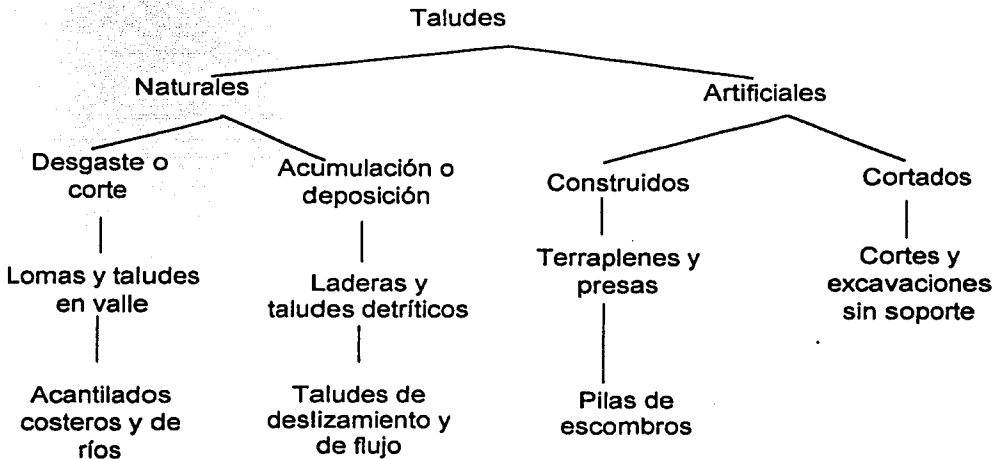 Taludes
Naturales
Artificiales
Desgaste o
corte
Acumulación o
deposición
Construidos
Cortados
Lomas y taludes
en valle
Laderas y
taludes detríticos
Terraplenes y
presas
Cortes y
excavaciones
sin soporte
Acantilados
costeros y de
ríos
Taludes de
deslizamiento y
de flujo
Pilas de
escombros